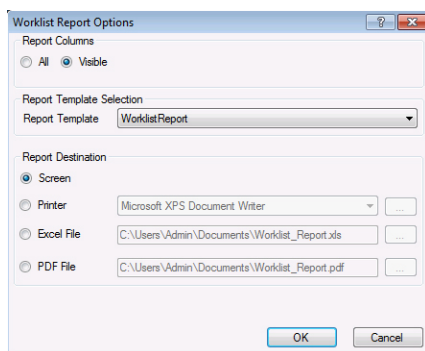 Worklist Report Options
Report Columns
All Visible
Report Template Selection
Report Template WorklistReport
Report Destination
Screen
Printer Microsoft XPS Document Writer ...
Excel File C:\Users\Admin\Documents\Worklist_Report.xls ...
PDF File C:\Users\Admin\Documents\Worklist_Report.pdf ...
OK Cancel